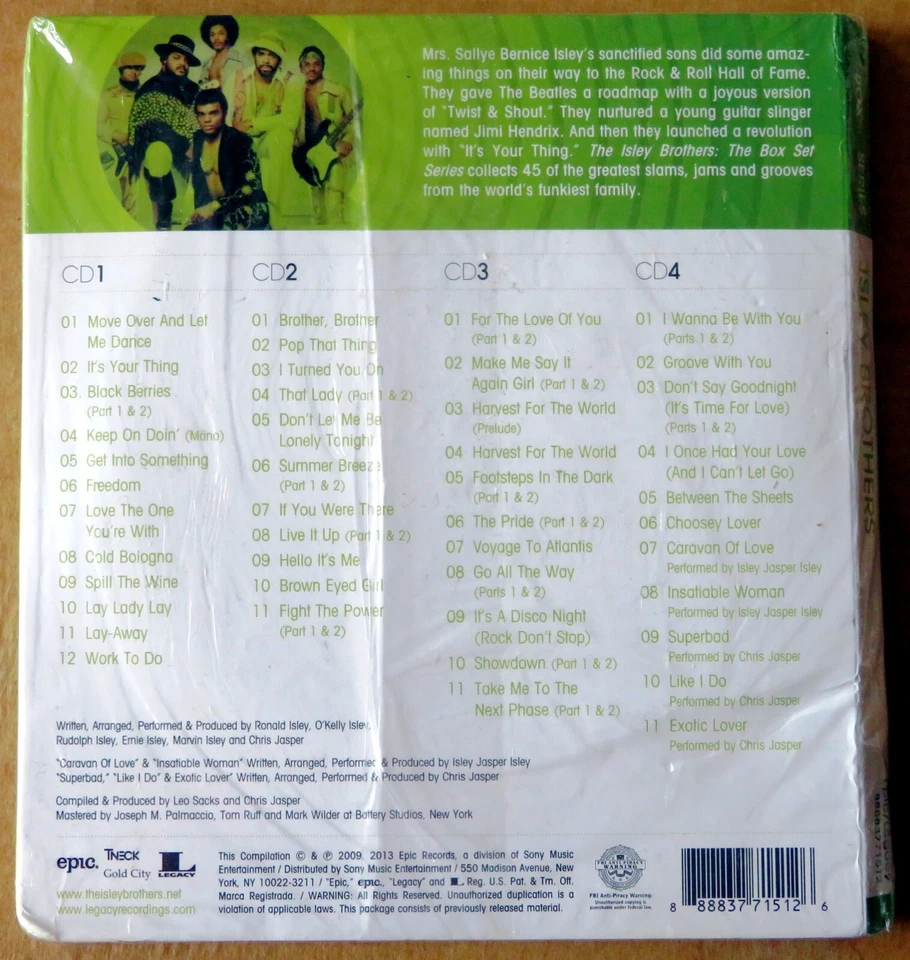 Mrs. Sallye Bernice Isley's sanctified sons did some amaz-
ing things on their way to the Rock & Roll Hall of Fame.
They gave The Beatles a roadmap with a joyous version
of "Twist & Shout." They nurtured a young guitar slinger
named Jimi Hendrix. And then they launched a revolution
with "It's Your Thing." The Isley Brothers: The Box Set
Series collects 45 of the greatest slams, jams and grooves
from the world's funkiest family.
CD1
01 Move Over And Let
Me Dance
02 It's Your Thing
03. Black Berries
(Part 1 & 2)
04 Keep On Doin' (Mono)
05 Get Into Something
06 Freedom
07 Love The One
You're With
08 Cold Bologna
09 Spill The Wine
10 Lay Lady Lay
11 Lay-Away
12 Work To Do
CD2
01 Brother, Brother
02 Pop That Thing
03 I Turned You On
04 That Lady (Part 1 & 2)
05 Don't Let Me Be
Lonely Tonight
06 Summer Breeze
(Part 1 & 2)
07 If You Were There
08 Live It Up (Part 1 & 2)
09 Hello It's Me
10 Brown Eyed Girl
11 Fight The Power
(Part 1 & 2)
CD3
01 For The Love Of You
(Part 1 & 2)
02 Make Me Say It
Again Girl (Part 1 & 2)
03 Harvest For The World
(Prelude)
04 Harvest For The World
05 Footsteps In The Dark
(Part 1 & 2)
06 The Pride (Part 1 & 2)
07 Voyage To Atlantis
08 Go All The Way
(Parts 1 & 2)
09 It's A Disco Night
(Rock Don't Stop)
10 Showdown (Part 1 & 2)
11 Take Me To The
Next Phase (Part 1 & 2)
CD4
01 I Wanna Be With You
(Parts 1 & 2)
02 Groove With You
03 Don't Say Goodnight
(It's Time For Love)
(Parts 1 & 2)
04 I Once Had Your Love
(And I Can't Let Go)
05 Between The Sheets
06 Choosey Lover
07 Caravan Of Love
Performed by Isley Jasper Isley
08 Insatiable Woman
Performed by Isley Jasper Isley
09 Superbad
Performed by Chris Jasper
10 Like I Do
Performed by Chris Jasper
11 Exotic Lover
Performed by Chris Jasper
Written, Arranged, Performed & Produced by Ronald Isley, O'Kelly Isley,
Rudolph Isley, Ernie Isley, Marvin Isley and Chris Jasper
"Caravan Of Love" & "Insatiable Woman" Written, Arranged, Performed & Produced by Isley Jasper Isley
"Superbad," "Like I Do" & Exotic Lover" Written, Arranged, Performed & Produced by Chris Jasper
Compiled & Produced by Leo Sacks and Chris Jasper
Mastered by Joseph M. Palmaccio, Tom Ruff and Mark Wilder at Battery Studios, New York
epic. TNECK
Gold City
LEGACY
www.theisleybrothers.net
www.legacyrecordings.com
This Compilation © & ℗ 2009, 2013 Epic Records, a division of Sony Music
Entertainment / Distributed by Sony Music Entertainment / 550 Madison Avenue, New
York, NY 10022-3211 / "Epic," epic. "Legacy" and L Reg. U.S. Pat. & Tm. Off.
Marca Registrada. / WARNING: All Rights Reserved. Unauthorized duplication is a
violation of applicable laws. This package consists of previously released material.
FBI ANTI-PIRACY
WARNING
FBI Anti-Piracy Warning:
Unauthorized copying is
punishable under federal law.
8 88837 71512 6
ISLEY BROTHERS